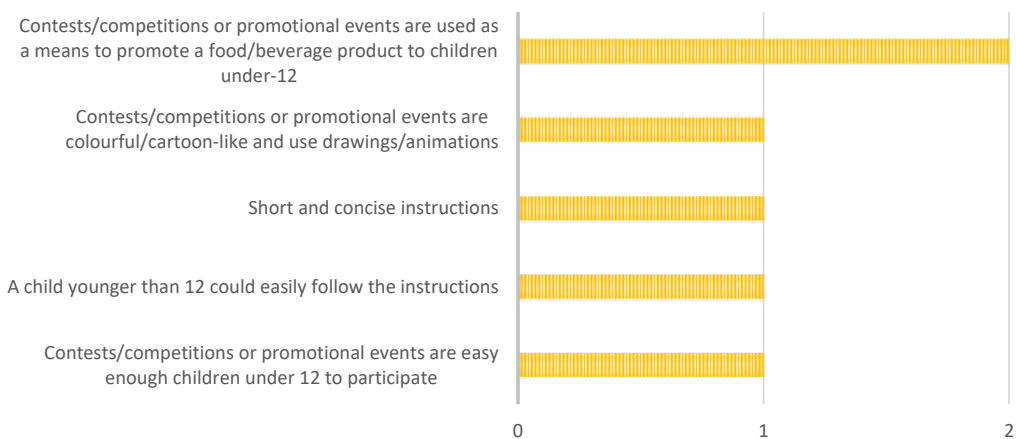 Contests/competitions or promotional events are used as
a means to promote a food/beverage product to children
under-12
Contests/competitions or promotional events are
colourful/cartoon-like and use drawings/animations
Short and concise instructions
A child younger than 12 could easily follow the instructions
Contests/competitions or promotional events are easy
enough children under 12 to participate
0
1
2